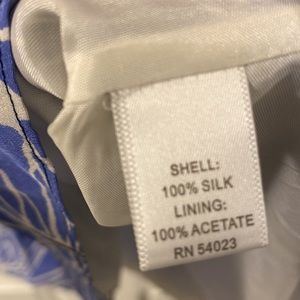 SHELL:
100% SILK
LINING:
100% ACETATE
RN 54023